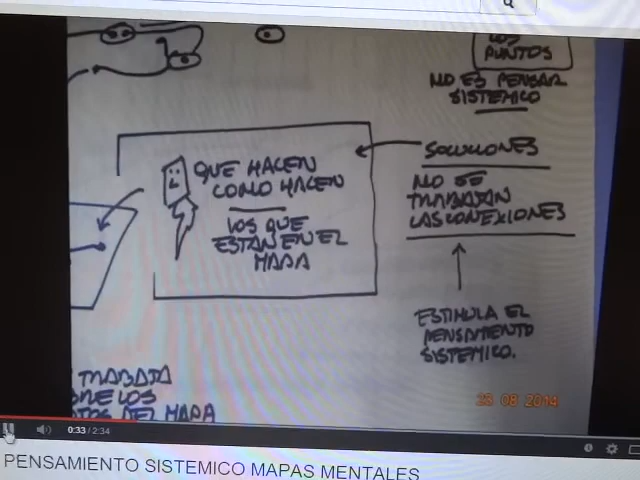 LOS
PUNTOS
NO ES PENSAR
SISTEMICO
SOLUCIONES
NO SE
TRABAJAN
LAS CONEXIONES
QUE HACEN
COMO HACEN
LOS QUE
ESTAN EN EL
MAPA
ESTIMULA EL
PENSAMIENTO
SISTEMICO.
TRABAJA
LOS
DEL MAPA
23 08 2014
0:33 / 2:34
PENSAMIENTO SISTEMICO MAPAS MENTALES